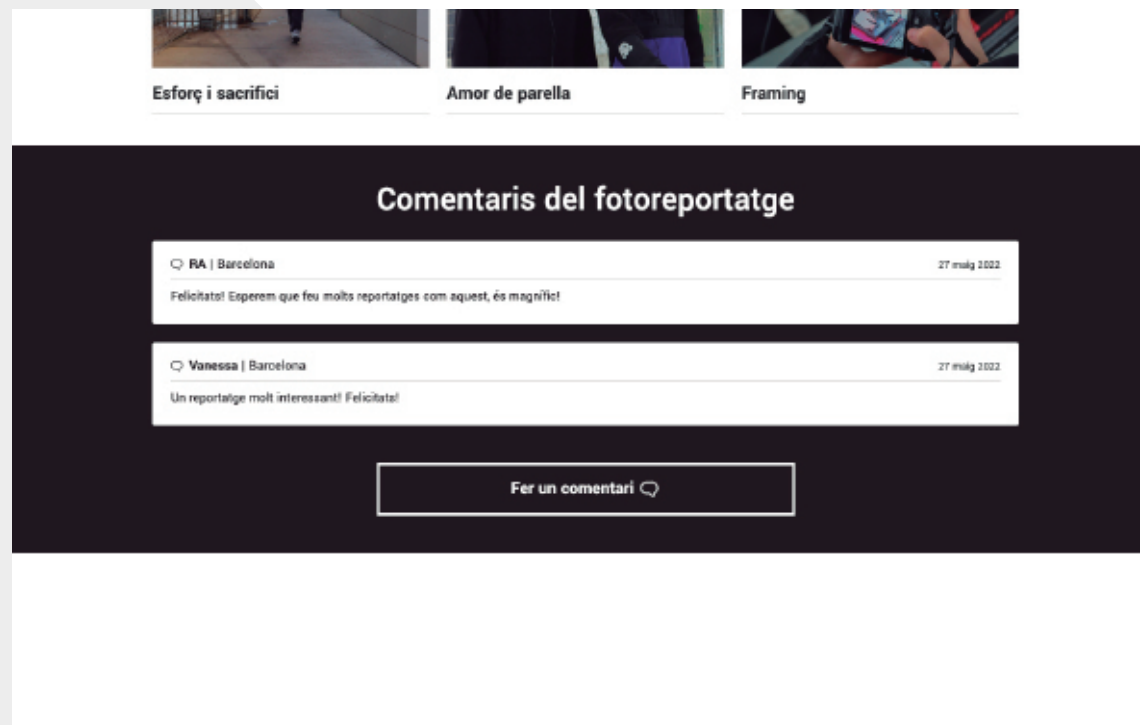 Esforç i sacrifici
Amor de parella
Framing
Comentaris del fotoreportatge
RA | Barcelona
27 maig 2022
Felicitats! Esperem que feu molts reportatges com aquest, és magnífic!
Vanessa | Barcelona
27 maig 2022
Un reportatge molt interessant! Felicitats!
Fer un comentari